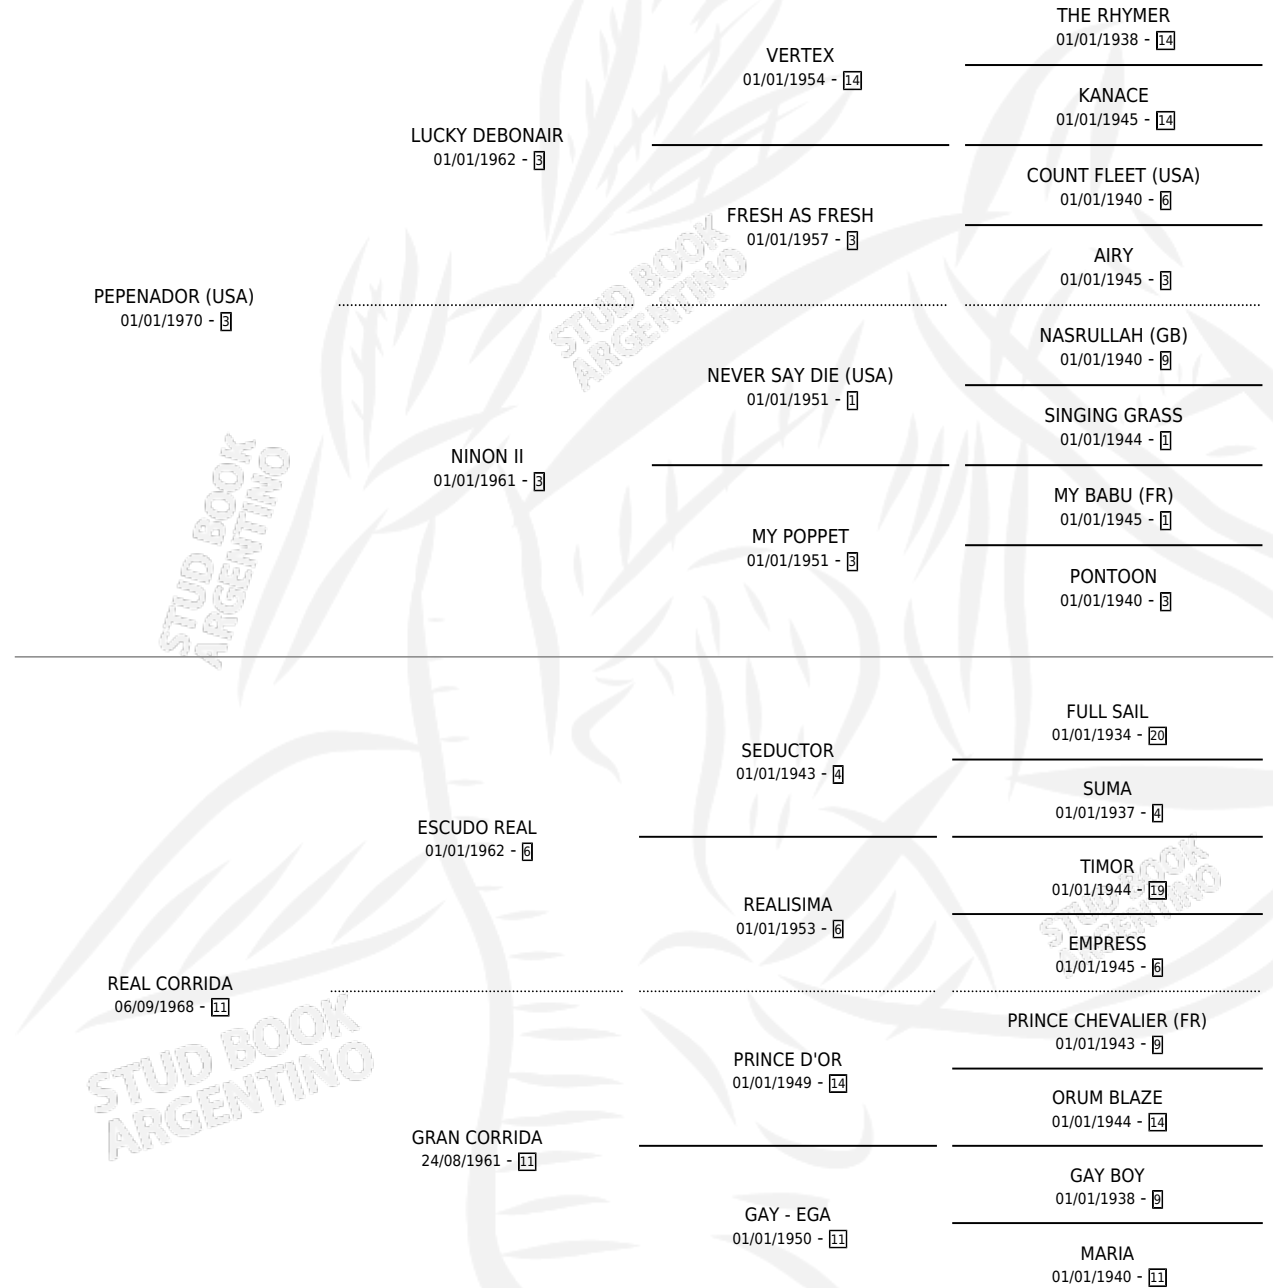 THE RHYMER
01/01/1938 - 14
VERTEX
01/01/1954 - 14
KANACE
01/01/1945 - 14
LUCKY DEBONAIR
01/01/1962 - 3
COUNT FLEET (USA)
01/01/1940 - 6
FRESH AS FRESH
01/01/1957 - 3
AIRY
01/01/1945 - 3
PEPENADOR (USA)
01/01/1970 - 3
STUD BOOK
ARGENTINO
NASRULLAH (GB)
01/01/1940 - 9
NEVER SAY DIE (USA)
01/01/1951 - 1
SINGING GRASS
01/01/1944 - 1
NINON II
01/01/1961 - 3
MY BABU (FR)
01/01/1945 - 1
MY POPPET
01/01/1951 - 3
PONTOON
01/01/1940 - 3
STUD BOOK
ARGENTINO
FULL SAIL
01/01/1934 - 20
SEDUCTOR
01/01/1943 - 4
SUMA
01/01/1937 - 4
ESCUDO REAL
01/01/1962 - 6
TIMOR
01/01/1944 - 19
REALISIMA
01/01/1953 - 6
STUD BOOK
ARGENTINO
EMPRESS
01/01/1945 - 6
REAL CORRIDA
06/09/1968 - 11
STUD BOOK
ARGENTINO
PRINCE CHEVALIER (FR)
01/01/1943 - 9
PRINCE D'OR
01/01/1949 - 14
ORUM BLAZE
01/01/1944 - 14
GRAN CORRIDA
24/08/1961 - 11
GAY BOY
01/01/1938 - 9
GAY - EGA
01/01/1950 - 11
MARIA
01/01/1940 - 11